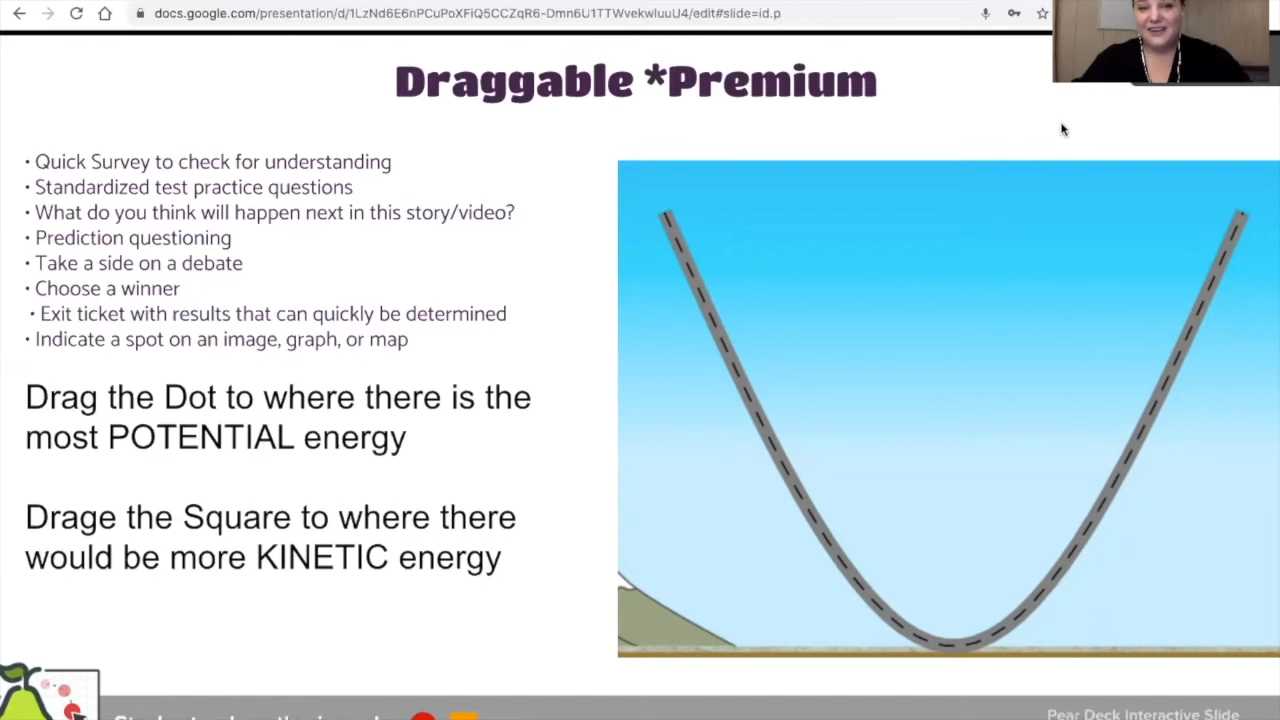 docs.google.com/presentation/d/1LzNd6E6nPCuPoXFiQ5CCZqR6-Dmn6U1TTWvekwluuU4/edit#slide=id.p
Draggable *Premium
• Quick Survey to check for understanding
• Standardized test practice questions
• What do you think will happen next in this story/video?
• Prediction questioning
• Take a side on a debate
• Choose a winner
• Exit ticket with results that can quickly be determined
• Indicate a spot on an image, graph, or map
Drag the Dot to where there is the
most POTENTIAL energy
Drage the Square to where there
would be more KINETIC energy
Pear Deck Interactive Slide